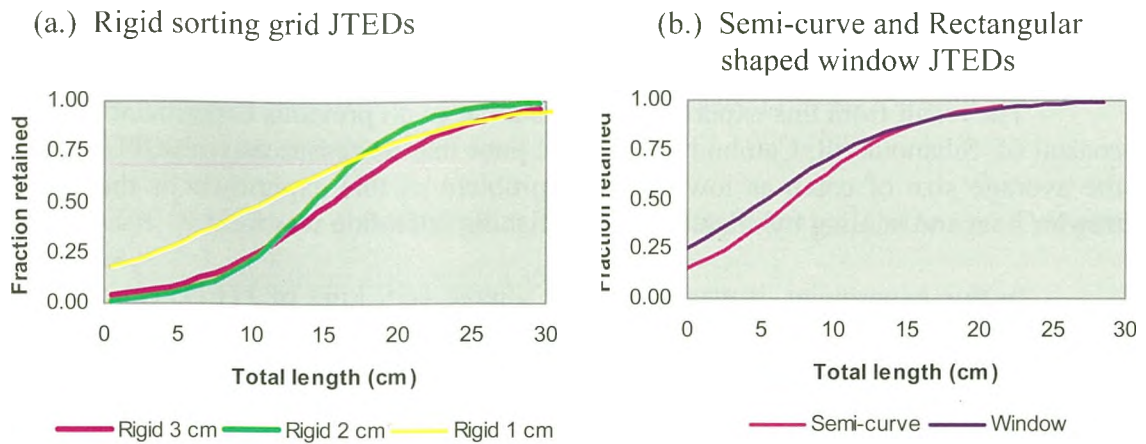 (a.) Rigid sorting grid JTEDs
Fraction retained
1.00
0.75
0.50
0.25
0.00
0
5
10
15
20
25
30
Total length (cm)
Rigid 3 cm
Rigid 2 cm
Rigid 1 cm
(b.) Semi-curve and Rectangular
shaped window JTEDs
Fraction retained
1.00
0.75
0.50
0.25
0.00
0
5
10
15
20
25
30
Total length (cm)
Semi-curve
Window